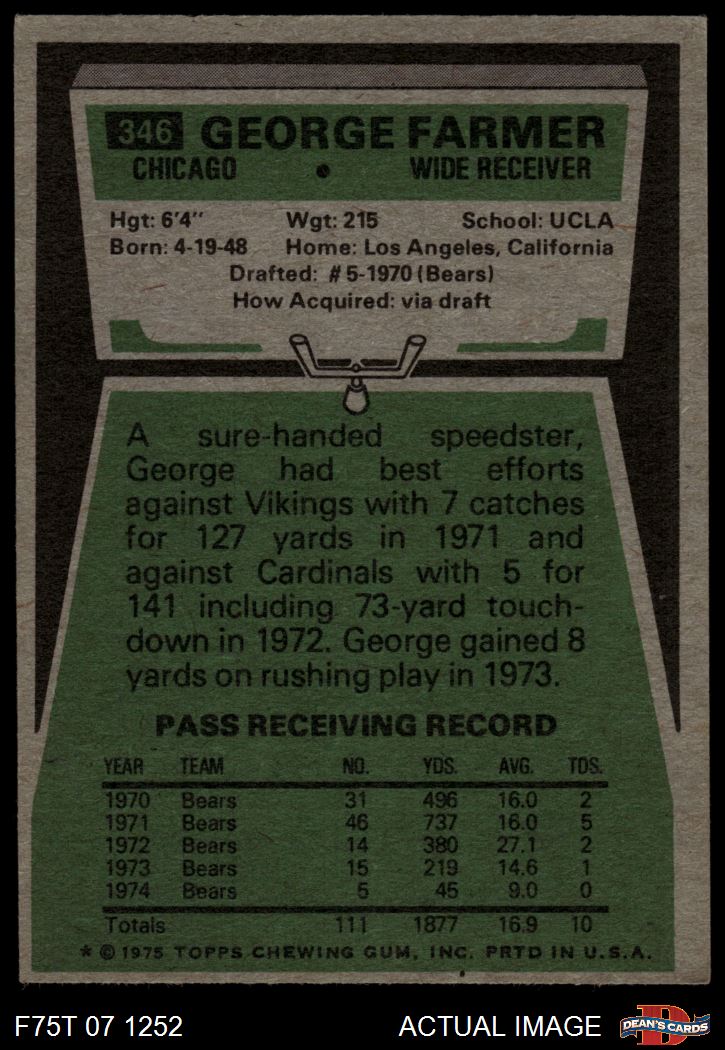 346 GEORGE FARMER
CHICAGO • WIDE RECEIVER
Hgt: 6'4" Wgt: 215 School: UCLA
Born: 4-19-48 Home: Los Angeles, California
Drafted: #5-1970 (Bears)
How Acquired: via draft
A sure-handed speedster,
George had best efforts
against Vikings with 7 catches
for 127 yards in 1971 and
against Cardinals with 5 for
141 including 73-yard touch-
down in 1972. George gained 8
yards on rushing play in 1973.
PASS RECEIVING RECORD
YEAR TEAM NO. YDS. AVG. TDS.
1970 Bears 31 496 16.0 2
1971 Bears 46 737 16.0 5
1972 Bears 14 380 27.1 2
1973 Bears 15 219 14.6 1
1974 Bears 5 45 9.0 0
Totals 111 1877 16.9 10
* © 1975 TOPPS CHEWING GUM, INC. PRTD IN U.S.A.
F75T 07 1252 ACTUAL IMAGE D DEAN'S CARDS